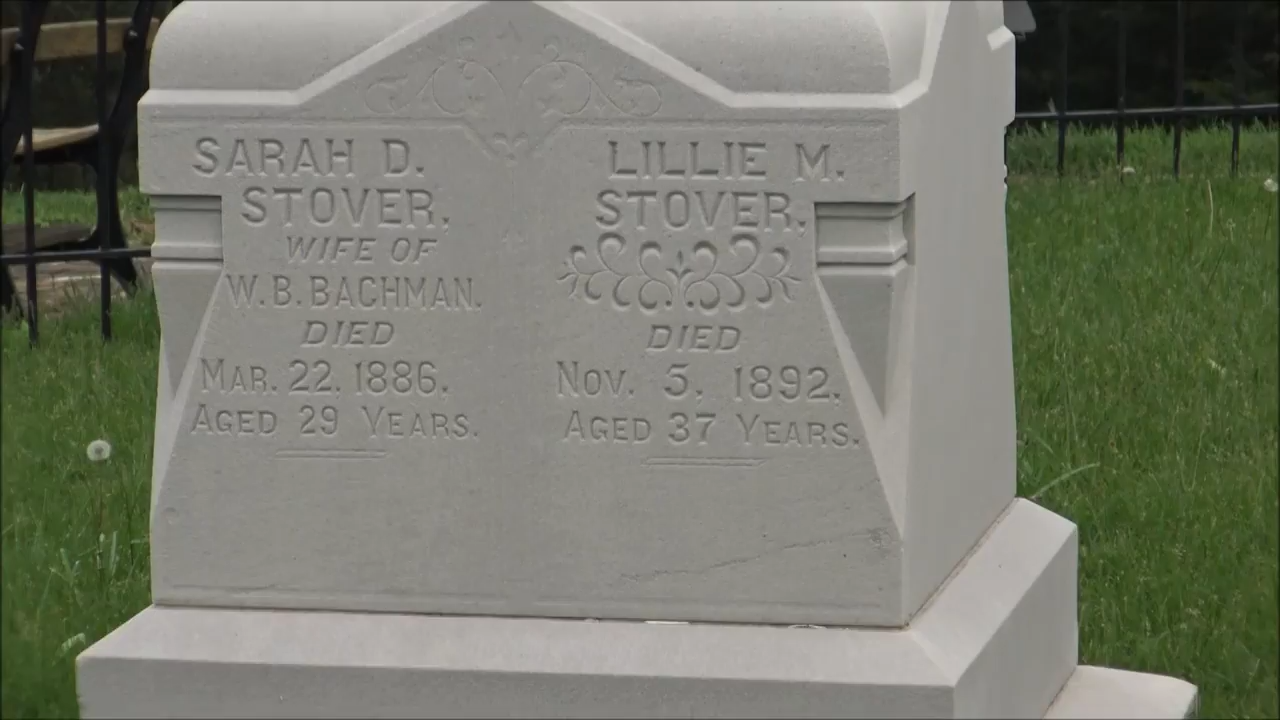 SARAH D.
STOVER,
WIFE OF
W.B. BACHMAN.
DIED
MAR. 22, 1886,
AGED 29 YEARS.
LILLIE M.
STOVER,
DIED
NOV. 5, 1892,
AGED 37 YEARS.